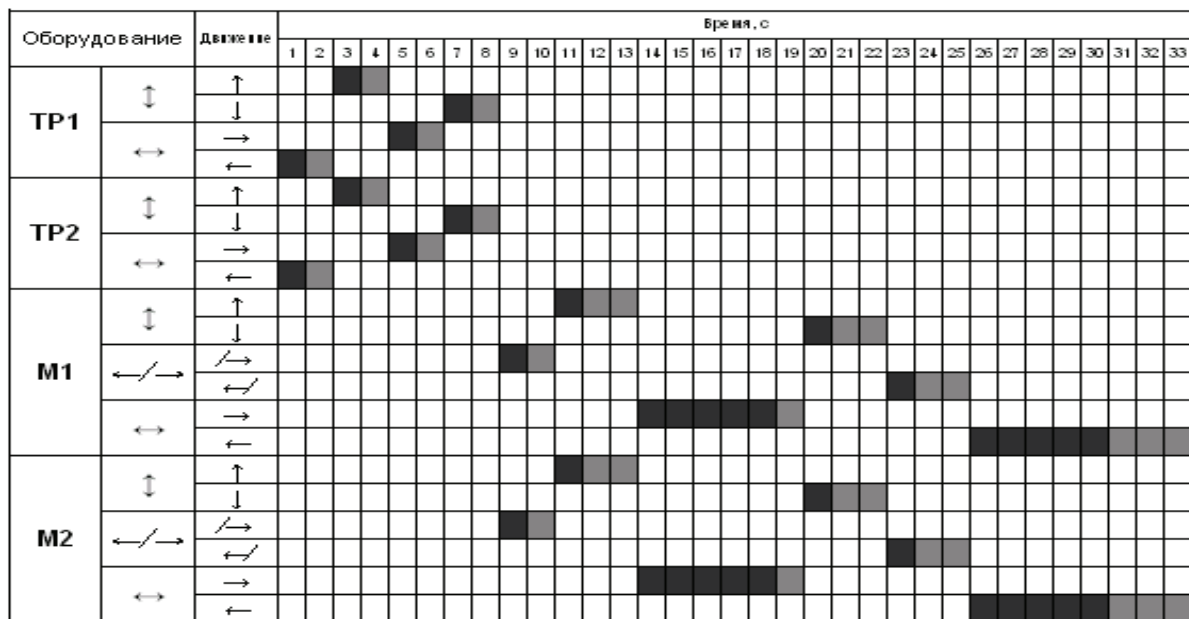 Оборудование Движение Время, с
1 2 3 4 5 6 7 8 9 10 11 12 13 14 15 16 17 18 19 20 21 22 23 24 25 26 27 28 29 30 31 32 33
ТР1 ↕ ↑
↓
↔ →
←
ТР2 ↕ ↑
↓
↔ →
←
М1 ↕ ↑
↓
←/→ /→
←/
↔ →
←
М2 ↕ ↑
↓
←/→ /→
←/
↔ →
←